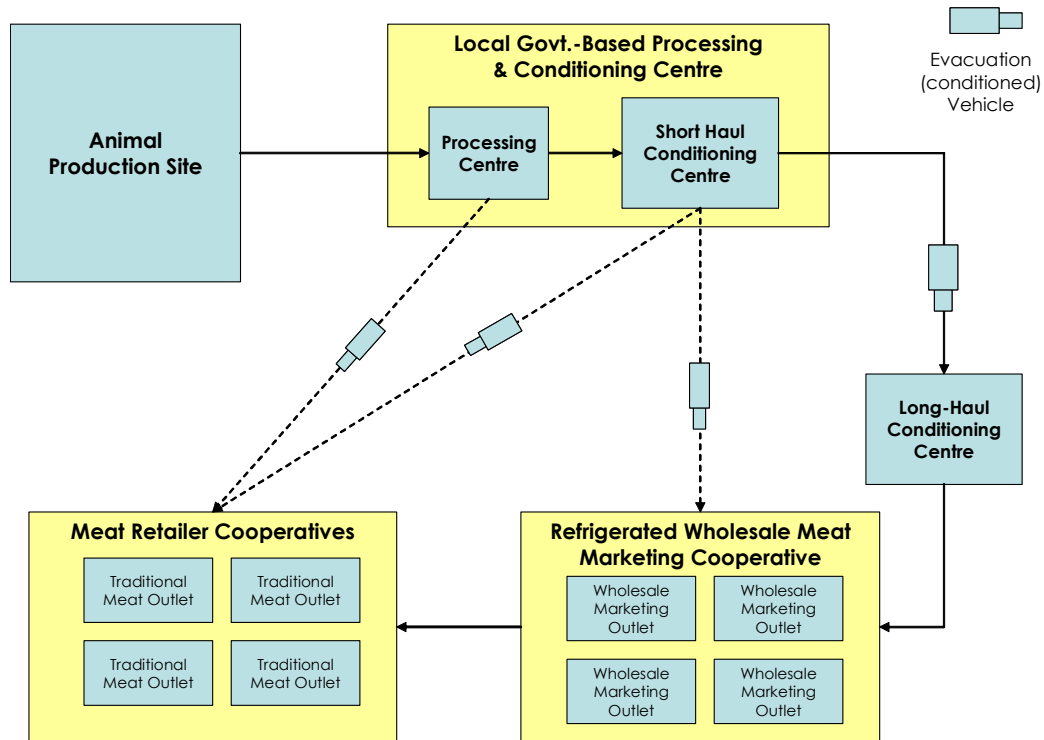 Local Govt.-Based Processing
& Conditioning Centre
Evacuation
(conditioned)
Vehicle
Animal
Production Site
Processing
Centre
Short Haul
Conditioning
Centre
Long-Haul
Conditioning
Centre
Meat Retailer Cooperatives
Traditional
Meat Outlet
Traditional
Meat Outlet
Traditional
Meat Outlet
Traditional
Meat Outlet
Refrigerated Wholesale Meat
Marketing Cooperative
Wholesale
Marketing
Outlet
Wholesale
Marketing
Outlet
Wholesale
Marketing
Outlet
Wholesale
Marketing
Outlet